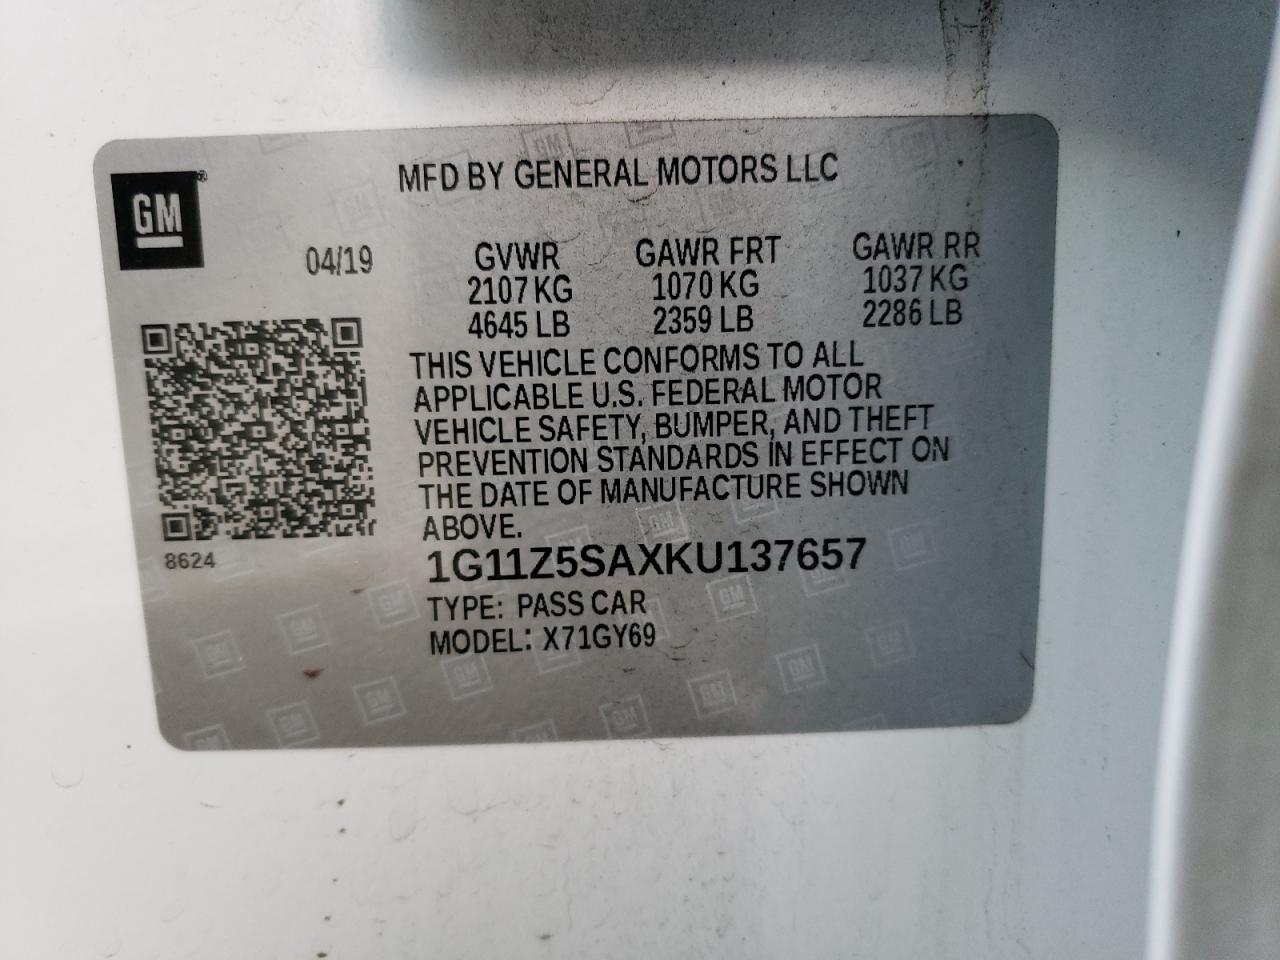 MFD BY GENERAL MOTORS LLC
GM®
04/19
GVWR GAWR FRT GAWR RR
2107 KG 1070 KG 1037 KG
4645 LB 2359 LB 2286 LB
THIS VEHICLE CONFORMS TO ALL
APPLICABLE U.S. FEDERAL MOTOR
VEHICLE SAFETY, BUMPER, AND THEFT
PREVENTION STANDARDS IN EFFECT ON
THE DATE OF MANUFACTURE SHOWN
ABOVE.
8624
1G11Z5SAXKU137657
TYPE: PASS CAR
MODEL: X71GY69